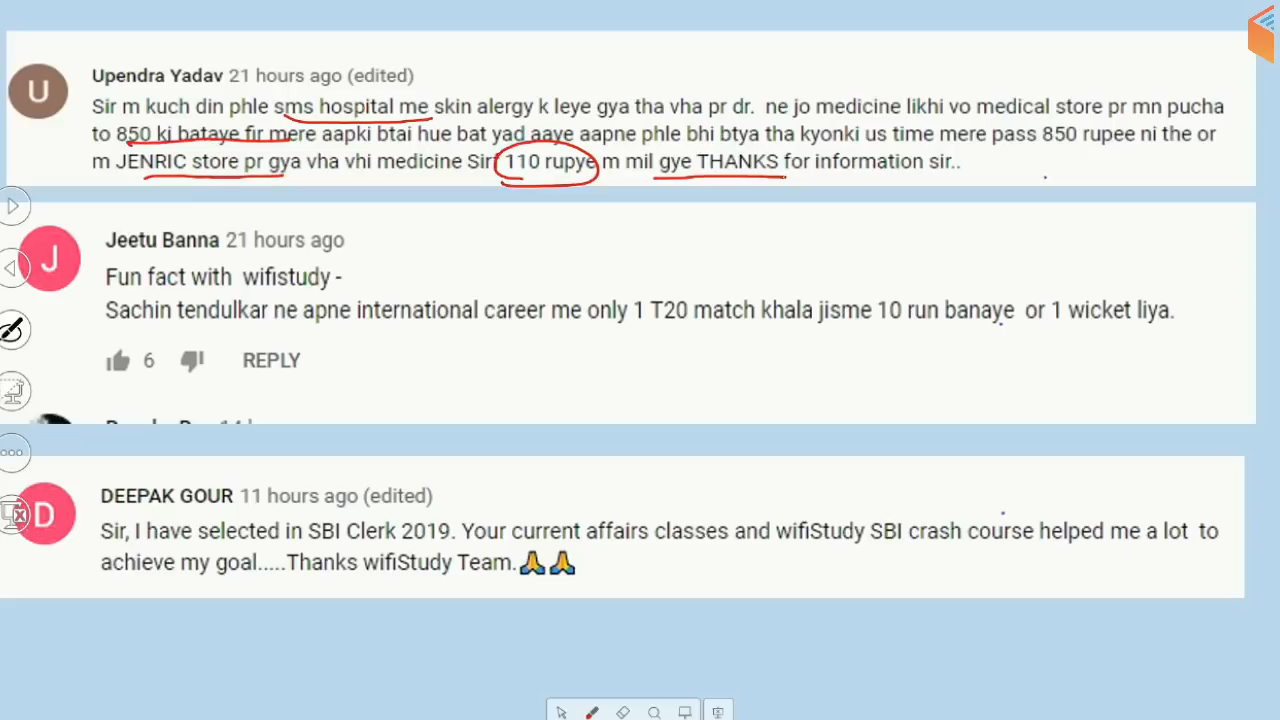 Upendra Yadav 21 hours ago (edited)
Sir m kuch din phle sms hospital me skin alergy k leye gya tha vha pr dr. ne jo medicine likhi vo medical store pr mn pucha
to 850 ki bataye fir mere aapki btai hue bat yad aaye aapne phle bhi btya tha kyonki us time mere pass 850 rupee ni the or
m JENRIC store pr gya vha vhi medicine Sirf 110 rupye m mil gye THANKS for information sir..
U
Jeetu Banna 21 hours ago
J
Fun fact with wifistudy -
Sachin tendulkar ne apne international career me only 1 T20 match khala jisme 10 run banaye or 1 wicket liya.
6 REPLY
DEEPAK GOUR 11 hours ago (edited)
D
Sir, I have selected in SBI Clerk 2019. Your current affairs classes and wifiStudy SBI crash course helped me a lot to
achieve my goal.....Thanks wifiStudy Team.🙏🙏